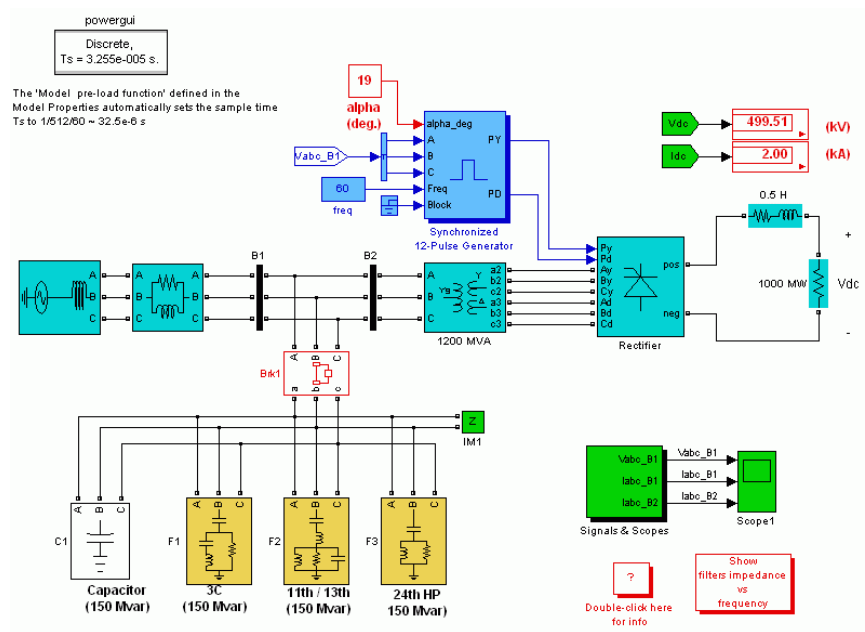 powergui
Discrete,
Ts = 3.255e-005 s.
The 'Model pre-load function' defined in the
Model Properties automatically sets the sample time
Ts to 1/512/60 ~ 32.5e-6 s
19
alpha
(deg.)
Vabc_B1
60
freq
alpha_deg
A
B
C
Freq
Block
PY
PD
Synchronized
12-Pulse Generator
Vdc
499.51
(kV)
Idc
2.00
(kA)
0.5 H
+
1000 MW
Vdc
-
A
B
C
A
B
C
A
B
C
B1
B2
A
B
C
Y
Yg
Δ
a2
b2
c2
a3
b3
c3
1200 MVA
Py
Pd
Ay
By
Cy
Ad
Bd
Cd
pos
neg
Rectifier
A
B
C
Brk1
a
b
c
Z
IM1
A B C
C1
Capacitor
(150 Mvar)
A B C
F1
3C
(150 Mvar)
A B C
F2
11th / 13th
(150 Mvar)
A B C
F3
24th HP
150 Mvar)
Vabc_B1
Iabc_B1
Iabc_B2
Vabc_B1
Iabc_B1
Iabc_B2
Signals & Scopes
Scope1
?
Double-click here
for info
Show
filters impedance
vs
frequency